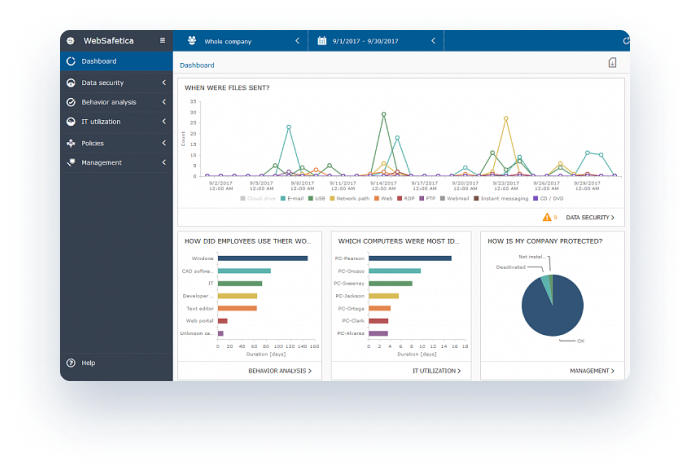 WebSafetica
Whole company
9/1/2017 - 9/30/2017
Dashboard
Data security
Behavior analysis
IT utilization
Policies
Management
Help
Dashboard
WHEN WERE FILES SENT?
Count
35
30
25
20
15
10
5
0
9/2/2017 9/5/2017 9/8/2017 9/11/2017 9/14/2017 9/17/2017 9/20/2017 9/23/2017 9/26/2017 9/29/2017
12:00 AM 12:00 AM 12:00 AM 12:00 AM 12:00 AM 12:00 AM 12:00 AM 12:00 AM 12:00 AM 12:00 AM
Cloud drive E-mail USB Network path Web RDP FTP Webmail Instant messaging CD / DVD
DATA SECURITY
HOW DID EMPLOYEES USE THEIR WO...
Windows
CAD softwa...
IT
Developer ...
Text editor
Web portal
Unknown ca...
0 20 40 60 80 100 120 140 160
Duration [days]
BEHAVIOR ANALYSIS
WHICH COMPUTERS WERE MOST ID...
PC-Pearson
PC-Orozco
PC-Sweeney
PC-Jackson
PC-Ortega
PC-Clark
PC-Alvarez
0 2 4 6 8 10 12 14 16 18
Duration [days]
IT UTILIZATION
HOW IS MY COMPANY PROTECTED?
Not instal...
Deactivated
OK
MANAGEMENT